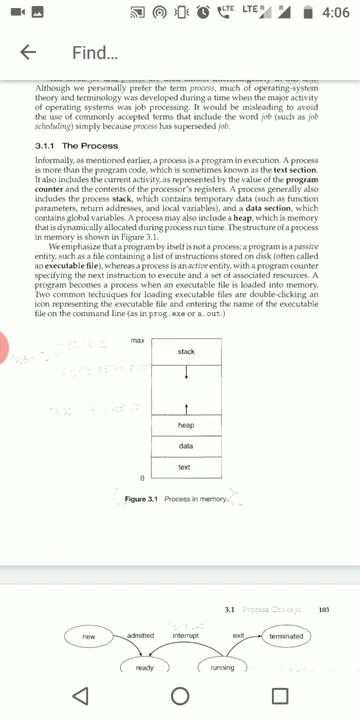 LTE LTE R R 4:06
Find...
Although we personally prefer the term process, much of operating-system
theory and terminology was developed during a time when the major activity
of operating systems was job processing. It would be misleading to avoid
the use of commonly accepted terms that include the word job (such as job
scheduling) simply because process has superseded job.
3.1.1 The Process
Informally, as mentioned earlier, a process is a program in execution. A process
is more than the program code, which is sometimes known as the text section.
It also includes the current activity, as represented by the value of the program
counter and the contents of the processor's registers. A process generally also
includes the process stack, which contains temporary data (such as function
parameters, return addresses, and local variables), and a data section, which
contains global variables. A process may also include a heap, which is memory
that is dynamically allocated during process run time. The structure of a process
in memory is shown in Figure 3.1.
We emphasize that a program by itself is not a process; a program is a passive
entity, such as a file containing a list of instructions stored on disk (often called
an executable file), whereas a process is an active entity, with a program counter
specifying the next instruction to execute and a set of associated resources. A
program becomes a process when an executable file is loaded into memory.
Two common techniques for loading executable files are double-clicking an
icon representing the executable file and entering the name of the executable
file on the command line (as in prog.exe or a.out.)
max
stack
heap
data
text
0
Figure 3.1 Process in memory.
3.1 Process Concept 103
new admitted interrupt exit terminated
ready running